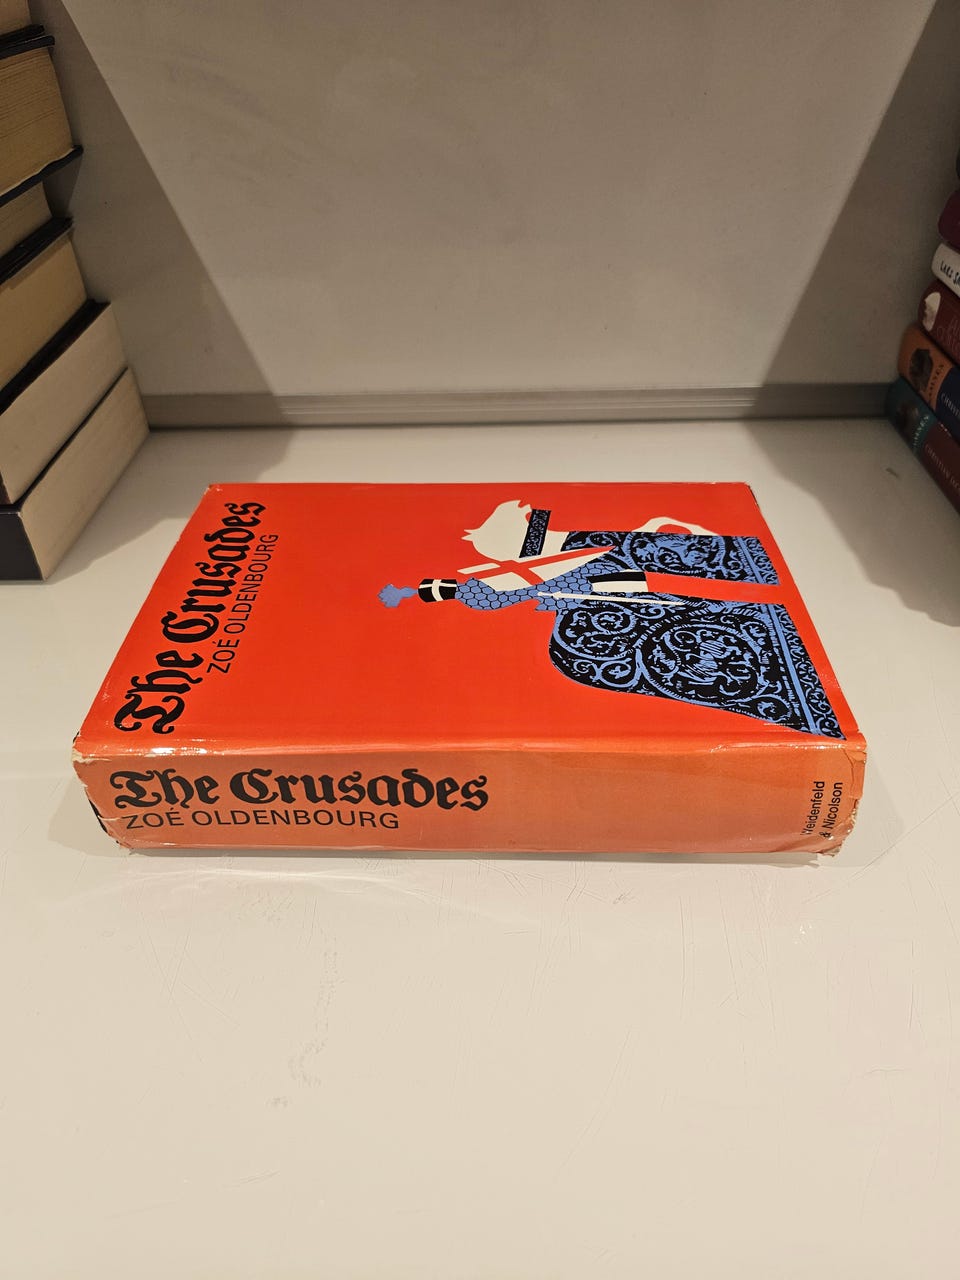 The Crusades
ZOÉ OLDENBOURG
The Crusades
ZOÉ OLDENBOURG
Weidenfeld
& Nicolson